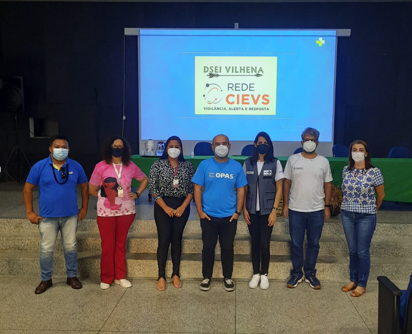 DSEI VILHENA
REDE
CIEVS
VIGILÂNCIA, ALERTA E RESPOSTA
OPAS